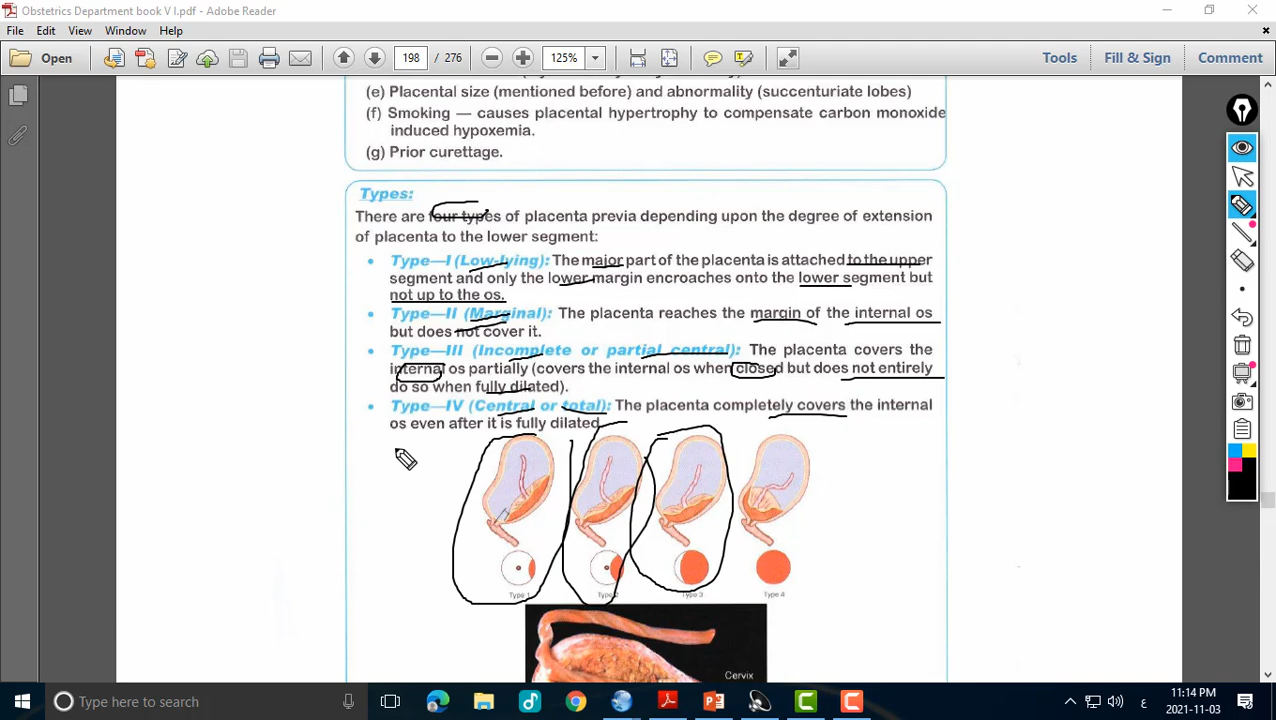 Obstetrics Department book V I.pdf - Adobe Reader
File Edit View Window Help
Open 198 / 276 125% Tools Fill & Sign Comment
(e) Placental size (mentioned before) and abnormality (succenturiate lobes)
(f) Smoking — causes placental hypertrophy to compensate carbon monoxide
induced hypoxemia.
(g) Prior curettage.
Types:
There are four types of placenta previa depending upon the degree of extension
of placenta to the lower segment:
• Type—I (Low-lying): The major part of the placenta is attached to the upper
segment and only the lower margin encroaches onto the lower segment but
not up to the os.
• Type—II (Marginal): The placenta reaches the margin of the internal os
but does not cover it.
• Type—III (Incomplete or partial central): The placenta covers the
internal os partially (covers the internal os when closed but does not entirely
do so when fully dilated).
• Type—IV (Central or total): The placenta completely covers the internal
os even after it is fully dilated
Type 1 Type 2 Type 3 Type 4
Cervix
Type here to search
ع 11:14 PM
2021-11-03